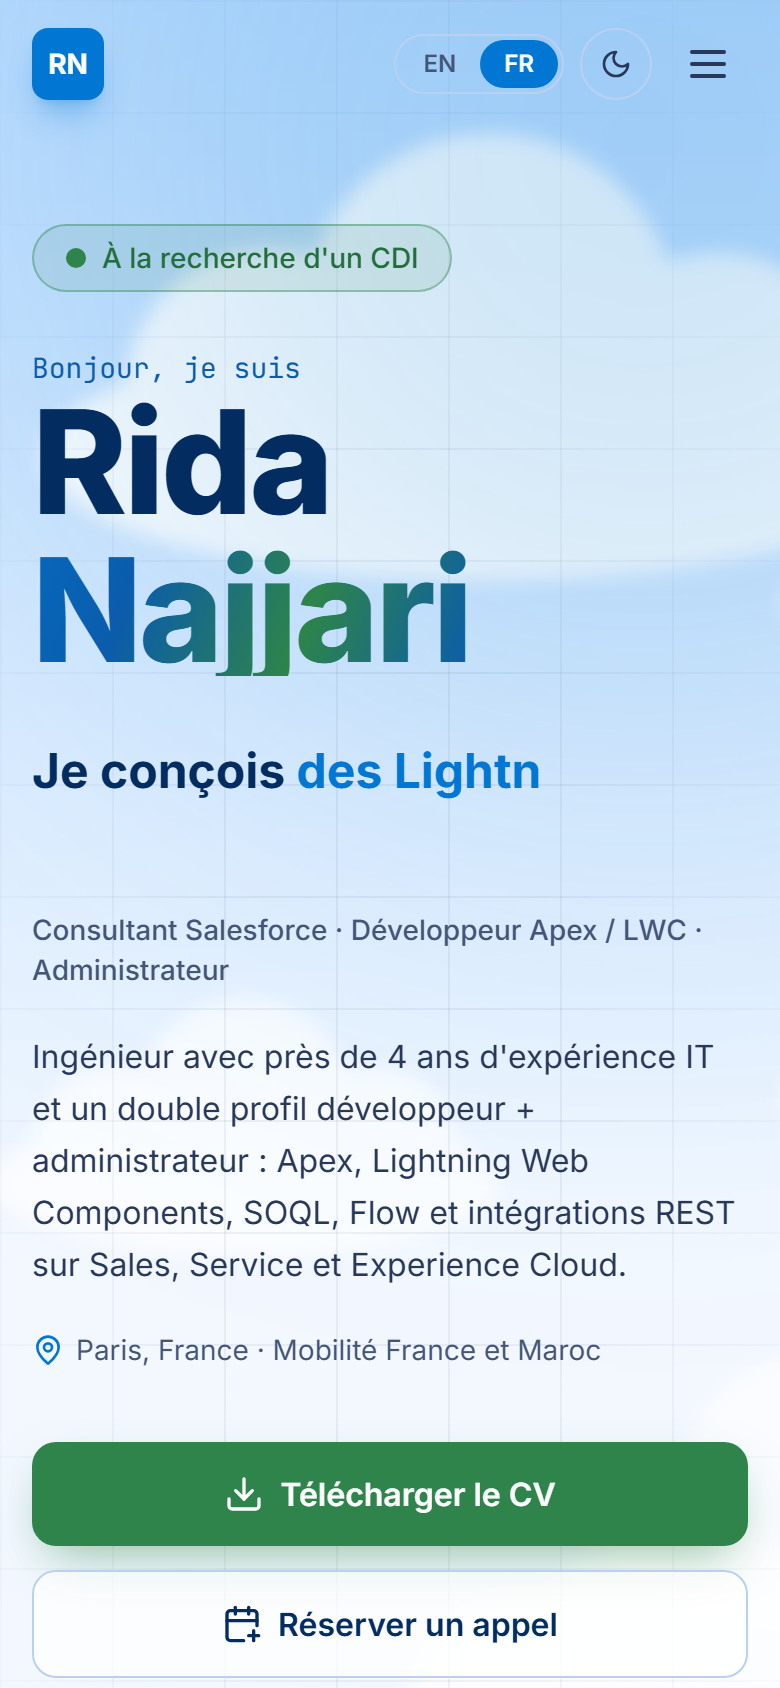 RN
EN
FR
À la recherche d'un CDI
Bonjour, je suis
Rida
Najjari
Je conçois des Lightn
Consultant Salesforce · Développeur Apex / LWC ·
Administrateur
Ingénieur avec près de 4 ans d'expérience IT
et un double profil développeur +
administrateur : Apex, Lightning Web
Components, SOQL, Flow et intégrations REST
sur Sales, Service et Experience Cloud.
Paris, France · Mobilité France et Maroc
Télécharger le CV
Réserver un appel